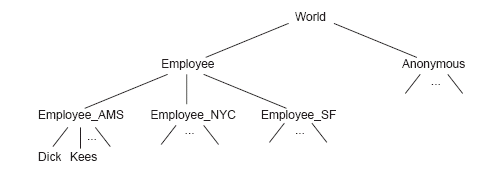 World
Employee Anonymous
...
Employee_AMS Employee_NYC Employee_SF
... ... ...
Dick Kees